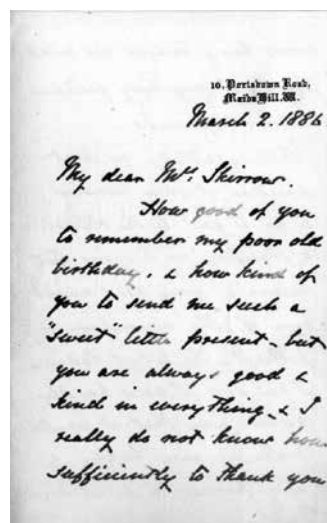 10, Portsdown Road,
Maida Hill. W.
March 2. 1886
My dear Mrs. Skirrow.
How good of you
to remember my poor old
birthday, & how kind of
you to send me such a
"sweet" little present - but
you are always good &
kind in everything - & I
really do not know how
sufficiently to thank you